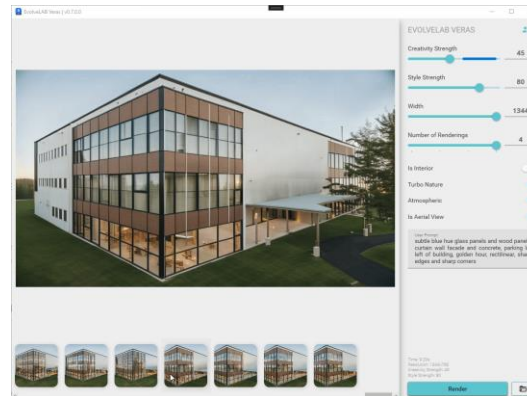 EvolveLAB Veras | v0.7.0.0
EVOLVELAB VERAS
Creativity Strength
45
Style Strength
80
Width
1344
Number of Renderings
4
Is Interior
Turbo Nature
Atmospheric
Is Aerial View
User Prompt
subtle blue hue glass panels and wood pane
curtain wall facade and concrete, parking l
left of building, golden hour, rectilinear, sha
edges and sharp corners
Render